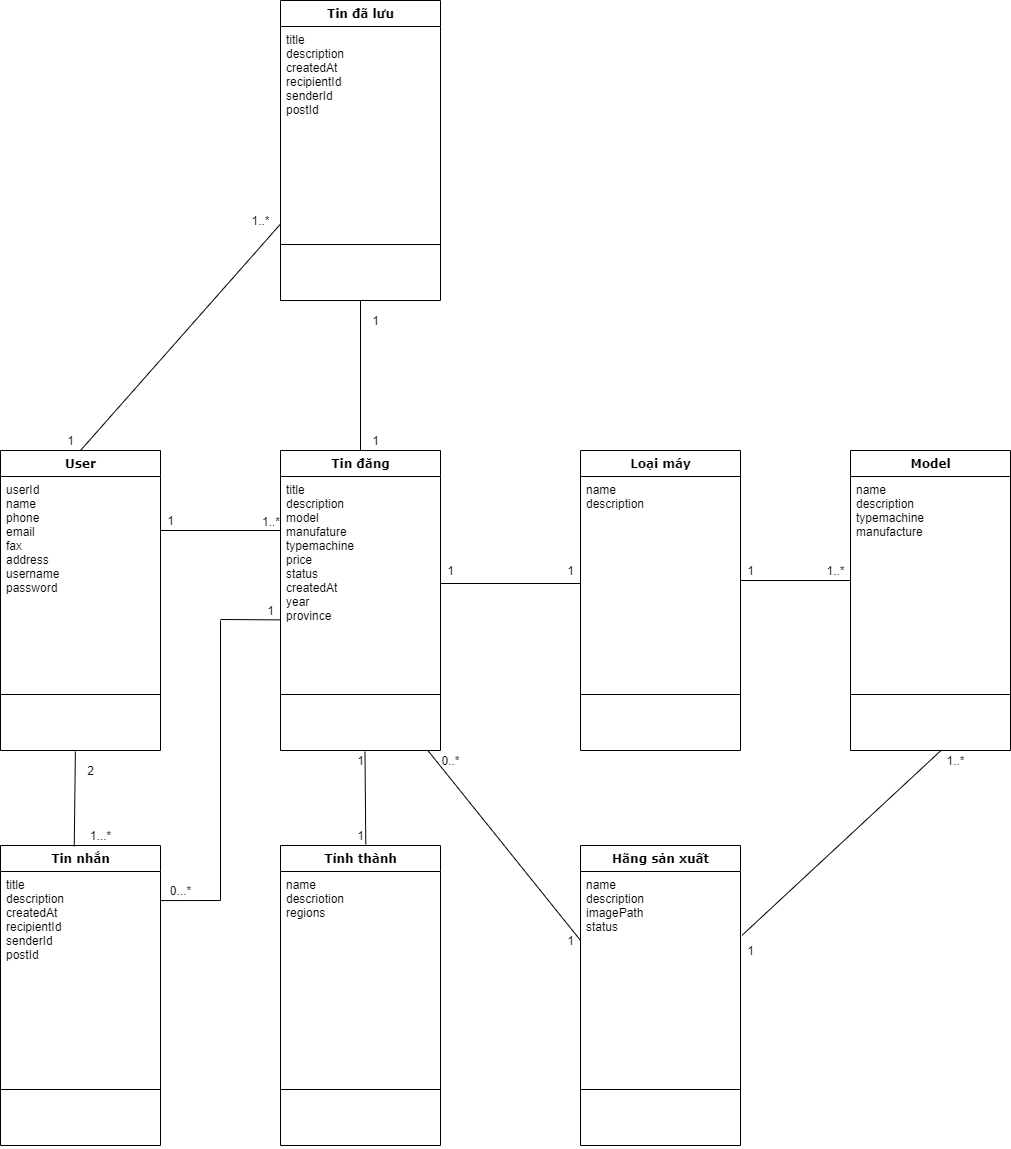 Tin đã lưu
title
description
createdAt
recipientId
senderId
postId
1..*
1
1
1
User
userId
name
phone
email
fax
address
username
password
1
1..*
Tin đăng
title
description
model
manufature
typemachine
price
status
createdAt
year
province
1
1
1
Loại máy
name
description
1
1..*
Model
name
description
typemachine
manufacture
2
1...*
1
1
0..*
1..*
Tin nhắn
title
description
createdAt
recipientId
senderId
postId
0...*
Tỉnh thành
name
descriotion
regions
1
Hãng sản xuất
name
description
imagePath
status
1